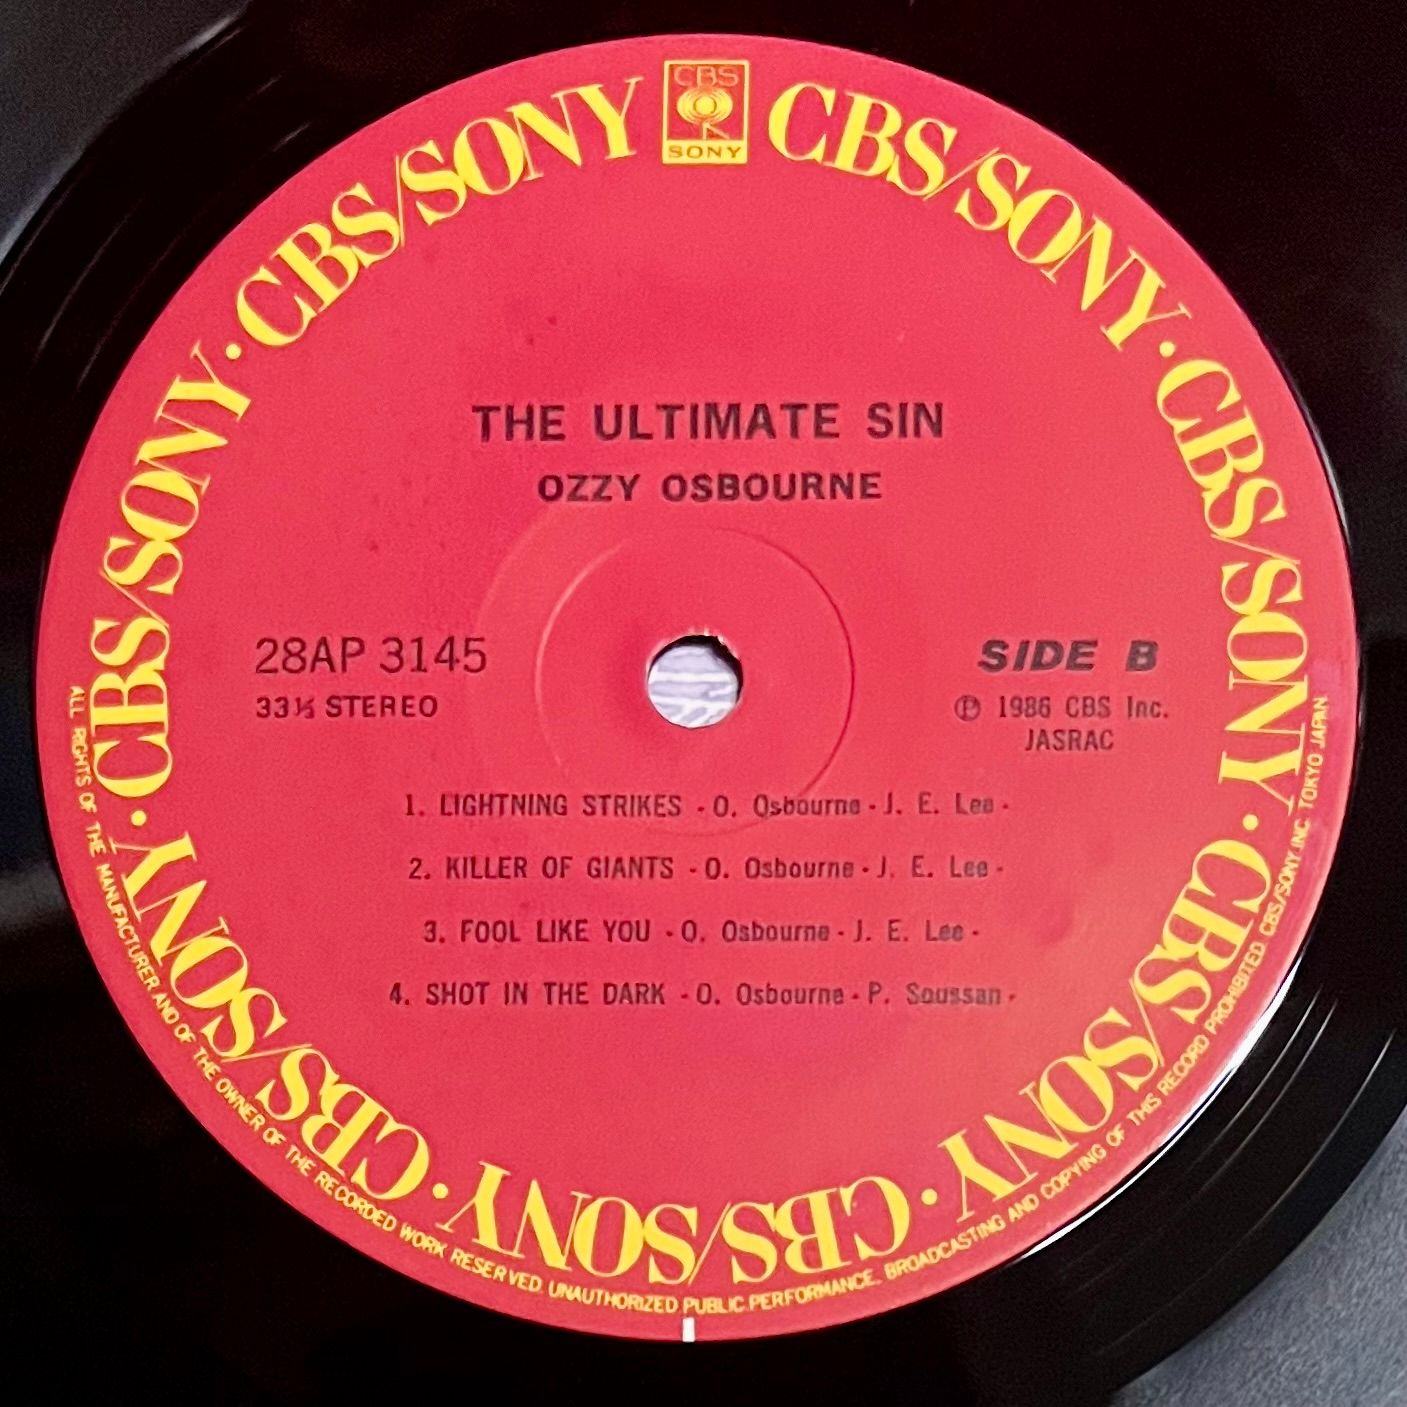 CBS
SONY
CBS/SONY · CBS/SONY · CBS/SONY · CBS/SONY · CBS/SONY · CBS/SONY · CBS/SONY · CBS/SONY
THE ULTIMATE SIN
OZZY OSBOURNE
28AP 3145
33⅓ STEREO
SIDE B
℗ 1986 CBS Inc.
JASRAC
1. LIGHTNING STRIKES - O. Osbourne - J. E. Lee -
2. KILLER OF GIANTS - O. Osbourne - J. E. Lee -
3. FOOL LIKE YOU - O. Osbourne - J. E. Lee -
4. SHOT IN THE DARK - O. Osbourne - P. Soussan -
ALL RIGHTS OF THE MANUFACTURER AND OF THE OWNER OF THE RECORDED WORK RESERVED. UNAUTHORIZED PUBLIC PERFORMANCE, BROADCASTING AND COPYING OF THIS RECORD PROHIBITED. CBS/SONY INC. TOKYO JAPAN